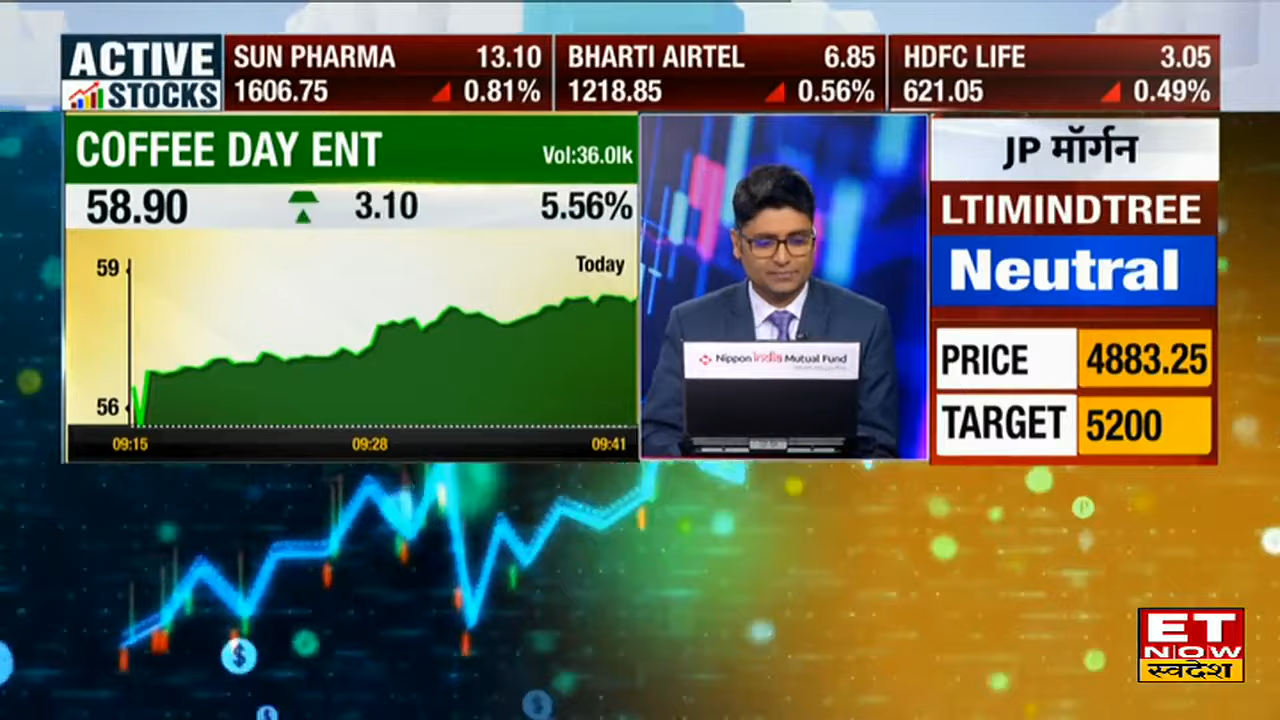 ACTIVE STOCKS
SUN PHARMA 13.10
1606.75 0.81%
BHARTI AIRTEL 6.85
1218.85 0.56%
HDFC LIFE 3.05
621.05 0.49%
COFFEE DAY ENT Vol:36.0lk
58.90 3.10 5.56%
Today
59
56
09:15 09:28 09:41
Nippon india Mutual Fund
JP मॉर्गन
LTIMINDTREE
Neutral
PRICE 4883.25
TARGET 5200
$
ET
NOW
स्वदेश